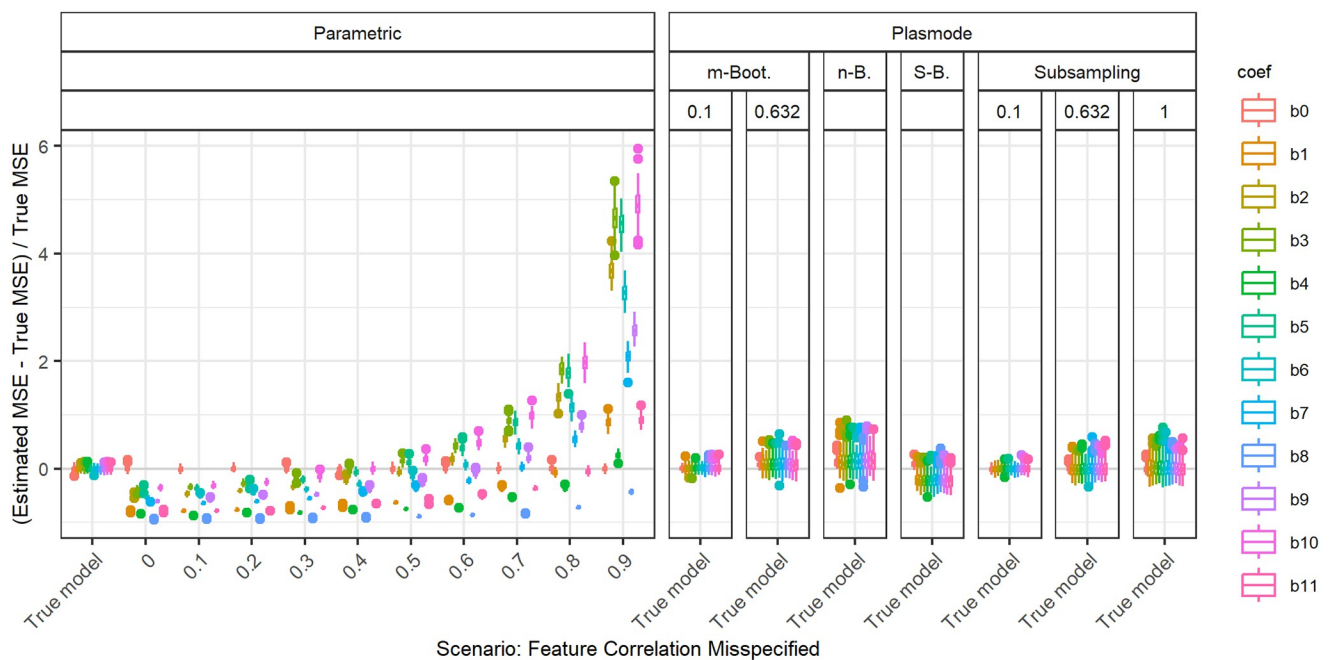 Parametric
Plasmode
m-Boot.
n-B.
S-B.
Subsampling
0.1
0.632
0.1
0.632
1
(Estimated MSE - True MSE) / True MSE
6
4
2
0
True model
0
0.1
0.2
0.3
0.4
0.5
0.6
0.7
0.8
0.9
True model
True model
True model
True model
True model
True model
True model
Scenario: Feature Correlation Misspecified
coef
b0
b1
b2
b3
b4
b5
b6
b7
b8
b9
b10
b11